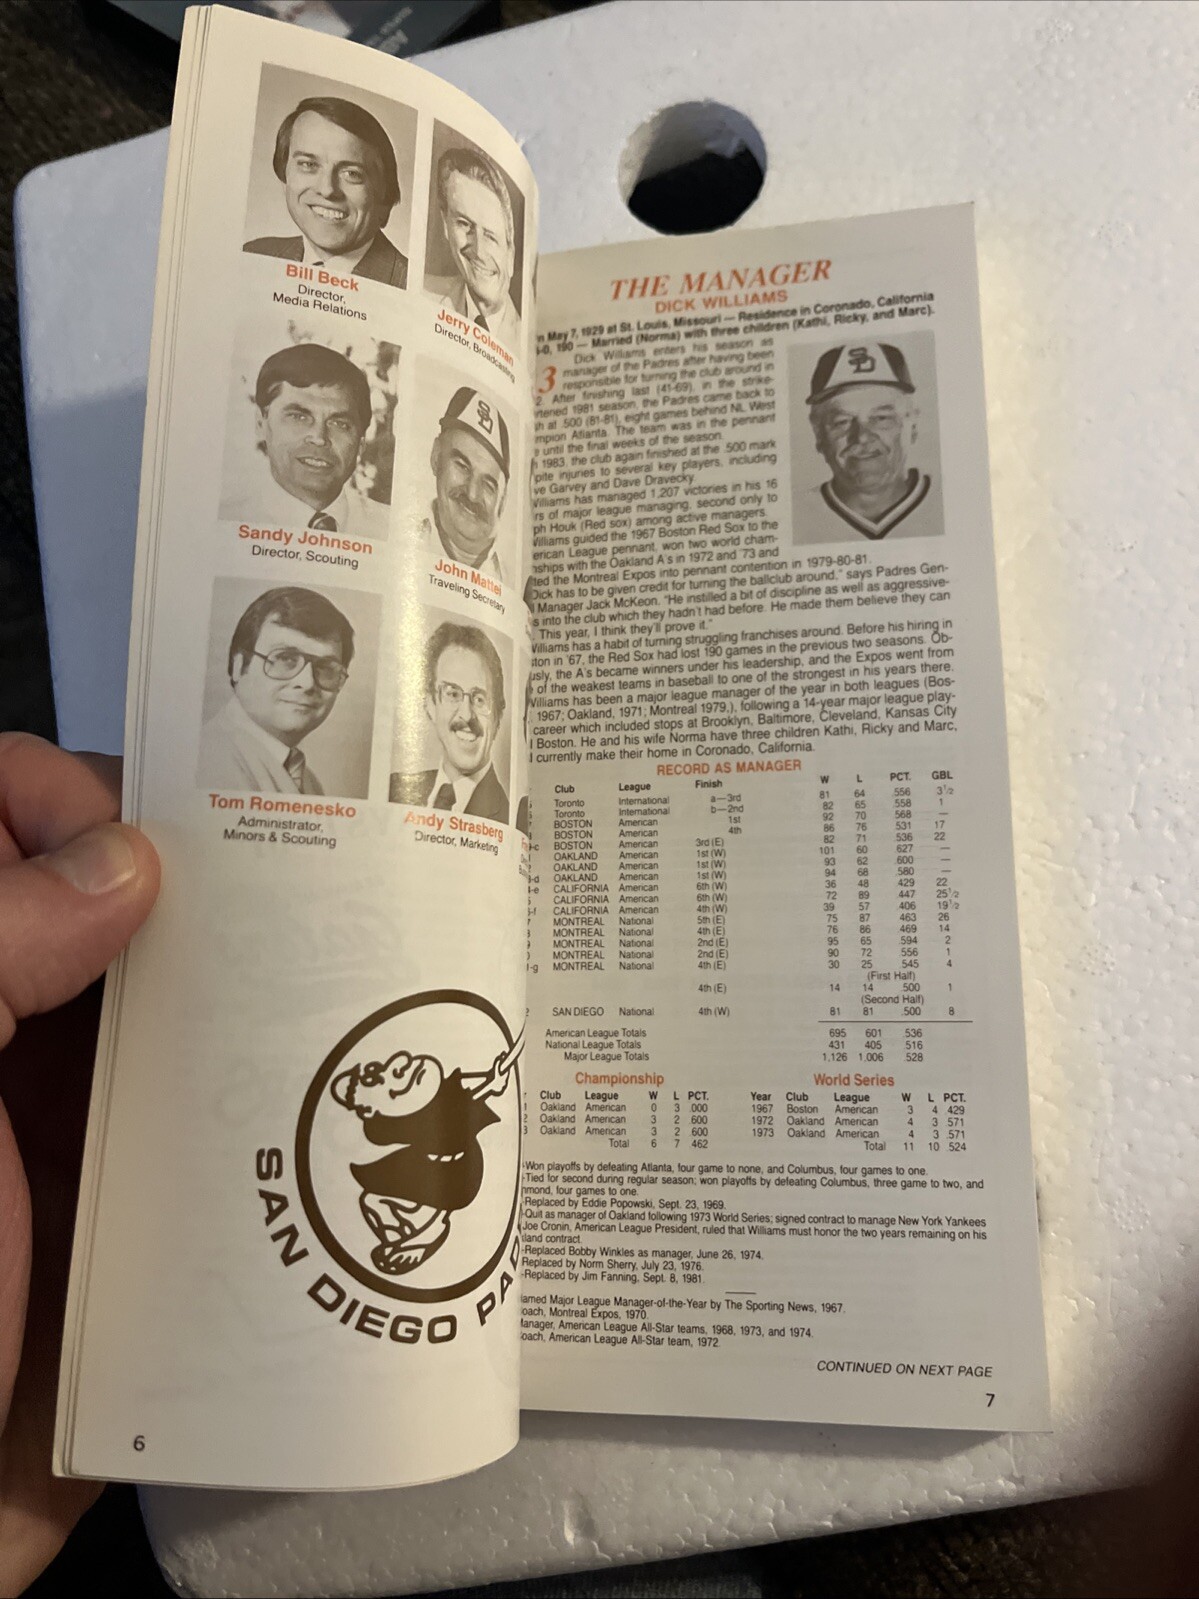 Bill Beck
Director,
Media Relations
Jerry Coleman
Director, Broadcasting
Sandy Johnson
Director, Scouting
SD
John Mattei
Traveling Secretary
Tom Romenesko
Administrator,
Minors & Scouting
Andy Strasberg
Director, Marketing
SAN DIEGO PAD
6
THE MANAGER
DICK WILLIAMS
n May 7, 1929 at St. Louis, Missouri — Residence in Coronado, California
-0, 190 — Married (Norma) with three children (Kathi, Ricky, and Marc).
SD
3
Dick Williams enters his season as
manager of the Padres after having been
responsible for turning the club around in
2. After finishing last (41-69), in the strike-
rtened 1981 season, the Padres came back to
h at .500 (81-81), eight games behind NL West
mpion Atlanta. The team was in the pennant
e until the final weeks of the season.
1983, the club again finished at the .500 mark
pite injuries to several key players, including
ve Garvey and Dave Dravecky.
Williams has managed 1,207 victories in his 16
rs of major league managing, second only to
ph Houk (Red sox) among active managers.
Williams guided the 1967 Boston Red Sox to the
erican League pennant, won two world cham-
nships with the Oakland A's in 1972 and '73 and
ted the Montreal Expos into pennant contention in 1979-80-81.
Dick has to be given credit for turning the ballclub around," says Padres Gen-
l Manager Jack McKeon. "He instilled a bit of discipline as well as aggressive-
s into the club which they hadn't had before. He made them believe they can
. This year, I think they'll prove it."
Williams has a habit of turning struggling franchises around. Before his hiring in
ton in '67, the Red Sox had lost 190 games in the previous two seasons. Ob-
usly, the A's became winners under his leadership, and the Expos went from
of the weakest teams in baseball to one of the strongest in his years there.
Williams has been a major league manager of the year in both leagues (Bos-
1967; Oakland, 1971; Montreal 1979,), following a 14-year major league play-
career which included stops at Brooklyn, Baltimore, Cleveland, Kansas City
l Boston. He and his wife Norma have three children Kathi, Ricky and Marc,
l currently make their home in Coronado, California.
RECORD AS MANAGER
Club League Finish W L PCT. GBL
Toronto International a—3rd 81 64 .556 3½
Toronto International b—2nd 82 65 .558 1
BOSTON American 1st 92 70 .568 —
BOSTON American 4th 86 76 .531 17
-c BOSTON American 3rd (E) 82 71 .536 22
OAKLAND American 1st (W) 101 60 .627 —
OAKLAND American 1st (W) 93 62 .600 —
-d OAKLAND American 1st (W) 94 68 .580 —
-e CALIFORNIA American 6th (W) 36 48 .429 22
CALIFORNIA American 6th (W) 72 89 .447 25½
-f CALIFORNIA American 4th (W) 39 57 .406 19½
MONTREAL National 5th (E) 75 87 .463 26
MONTREAL National 4th (E) 76 86 .469 14
MONTREAL National 2nd (E) 95 65 .594 2
MONTREAL National 2nd (E) 90 72 .556 1
-g MONTREAL National 4th (E) 30 25 .545 4
(First Half)
4th (E) 14 14 .500 1
(Second Half)
SAN DIEGO National 4th (W) 81 81 .500 8
American League Totals 695 601 .536
National League Totals 431 405 .516
Major League Totals 1,126 1,006 .528
Championship
Club League W L PCT.
1 Oakland American 0 3 .000
2 Oakland American 3 2 .600
3 Oakland American 3 2 .600
Total 6 7 .462
World Series
Year Club League W L PCT.
1967 Boston American 3 4 .429
1972 Oakland American 4 3 .571
1973 Oakland American 4 3 .571
Total 11 10 .524
-Won playoffs by defeating Atlanta, four game to none, and Columbus, four games to one.
-Tied for second during regular season; won playoffs by defeating Columbus, three game to two, and
hmond, four games to one.
-Replaced by Eddie Popowski, Sept. 23, 1969.
-Quit as manager of Oakland following 1973 World Series; signed contract to manage New York Yankees
Joe Cronin, American League President, ruled that Williams must honor the two years remaining on his
land contract.
-Replaced Bobby Winkles as manager, June 26, 1974.
Replaced by Norm Sherry, July 23, 1976.
-Replaced by Jim Fanning, Sept. 8, 1981.
amed Major League Manager-of-the-Year by The Sporting News, 1967.
oach, Montreal Expos, 1970.
anager, American League All-Star teams, 1968, 1973, and 1974.
oach, American League All-Star team, 1972
CONTINUED ON NEXT PAGE
7